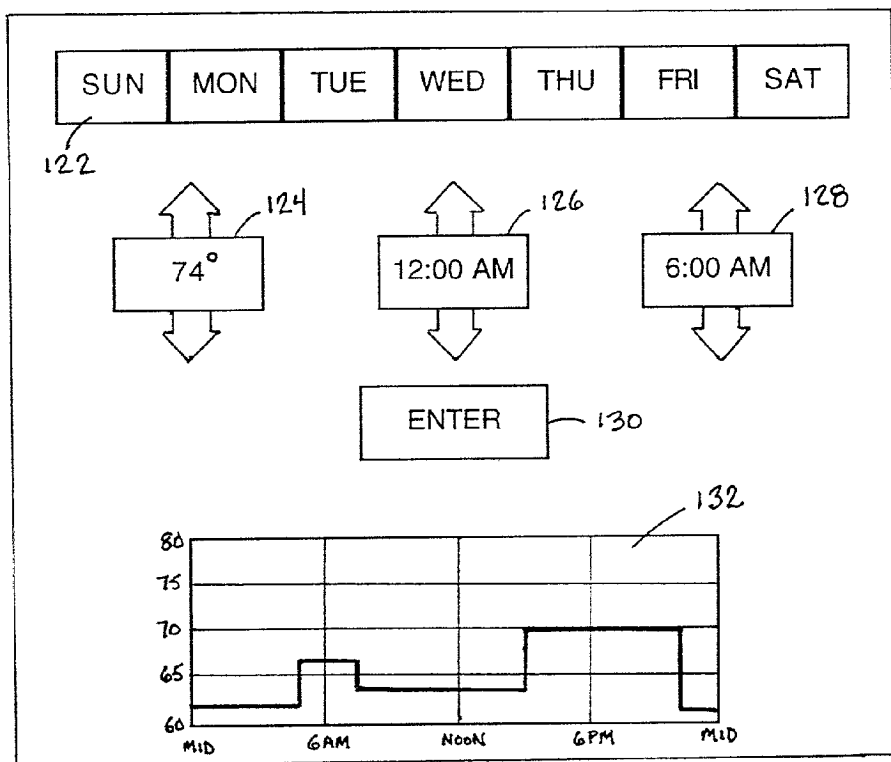 SUN MON TUE WED THU FRI SAT
122
124 126 128
74° 12:00 AM 6:00 AM
ENTER 130
132
80
75
70
65
60
MID 6AM NOON 6PM MID